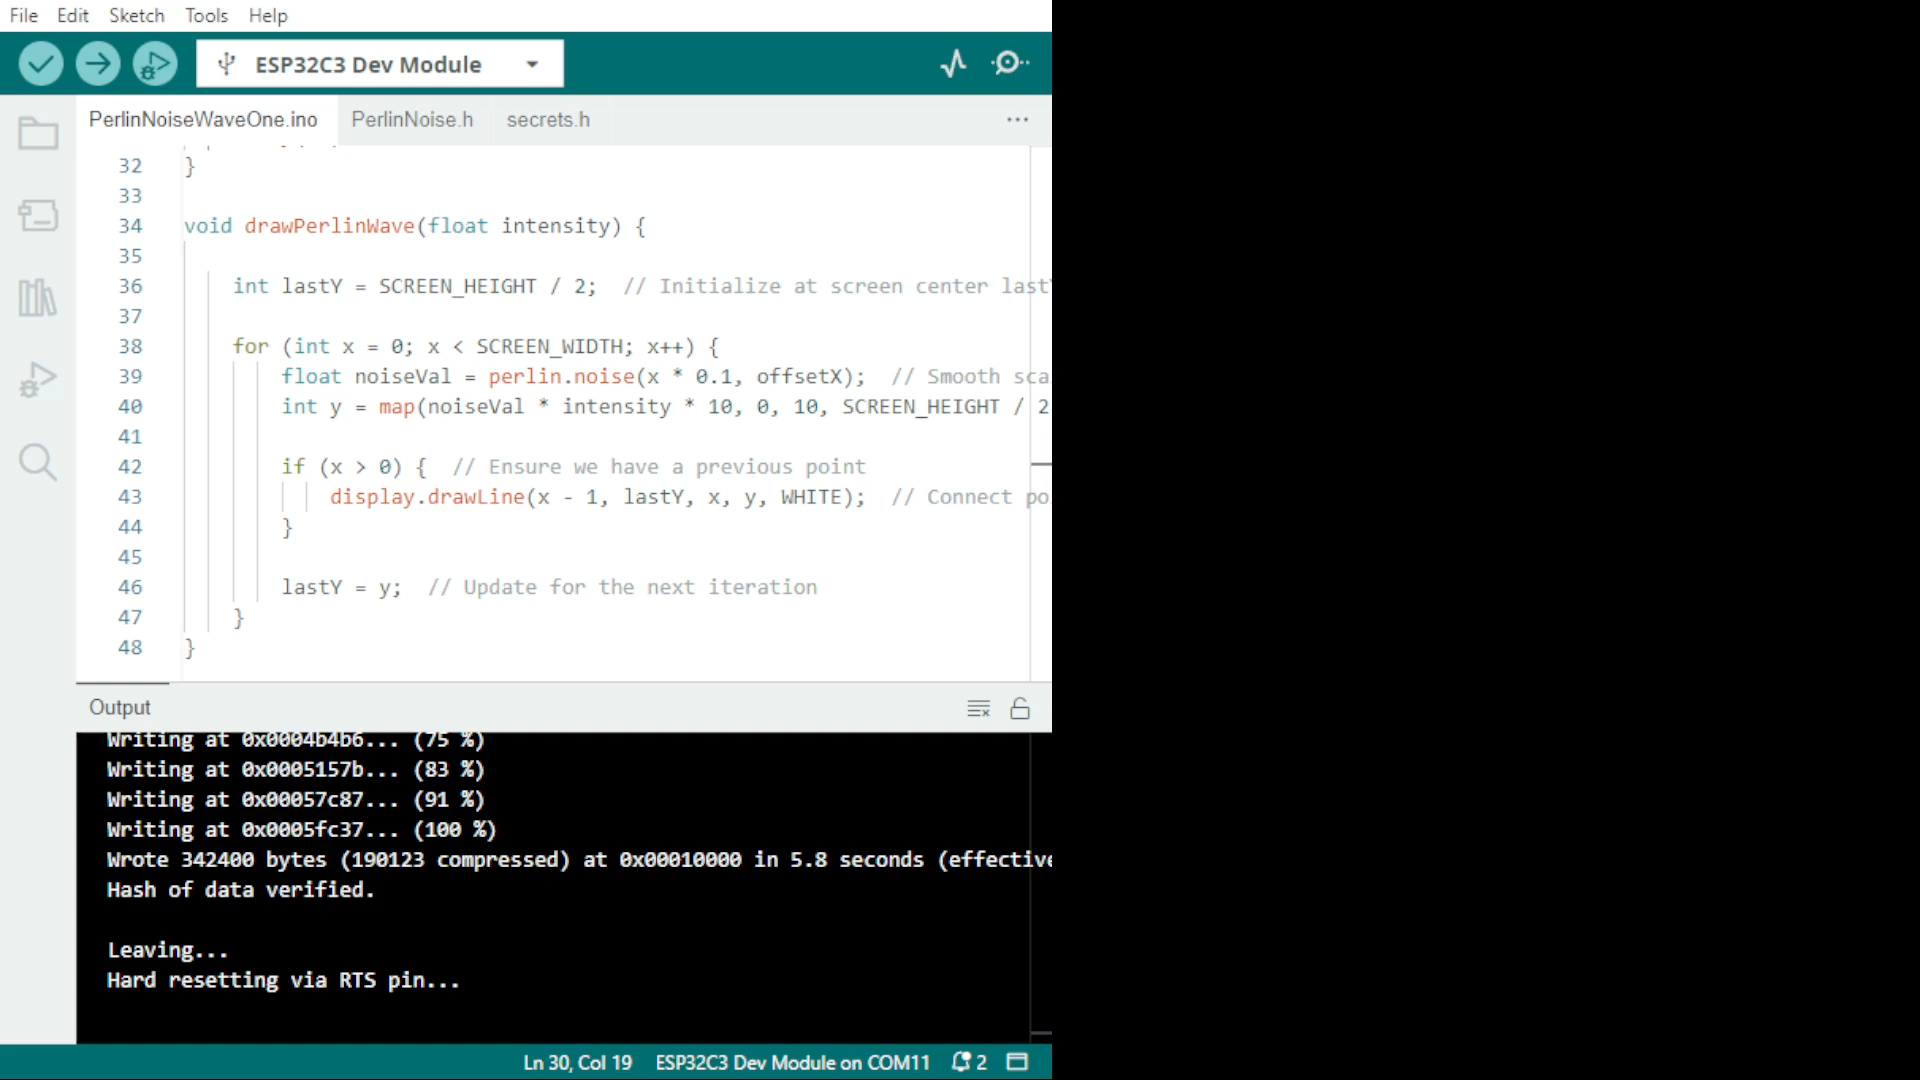 File Edit Sketch Tools Help
ESP32C3 Dev Module
PerlinNoiseWaveOne.ino PerlinNoise.h secrets.h ···
32 }
33
34 void drawPerlinWave(float intensity) {
35
36 int lastY = SCREEN_HEIGHT / 2; // Initialize at screen center last
37
38 for (int x = 0; x < SCREEN_WIDTH; x++) {
39 float noiseVal = perlin.noise(x * 0.1, offsetX); // Smooth sca
40 int y = map(noiseVal * intensity * 10, 0, 10, SCREEN_HEIGHT / 2
41
42 if (x > 0) { // Ensure we have a previous point
43 display.drawLine(x - 1, lastY, x, y, WHITE); // Connect po
44 }
45
46 lastY = y; // Update for the next iteration
47 }
48 }
Output
Writing at 0x0004b4b6... (75 %)
Writing at 0x0005157b... (83 %)
Writing at 0x00057c87... (91 %)
Writing at 0x0005fc37... (100 %)
Wrote 342400 bytes (190123 compressed) at 0x00010000 in 5.8 seconds (effective
Hash of data verified.
Leaving...
Hard resetting via RTS pin...
Ln 30, Col 19 ESP32C3 Dev Module on COM11 2